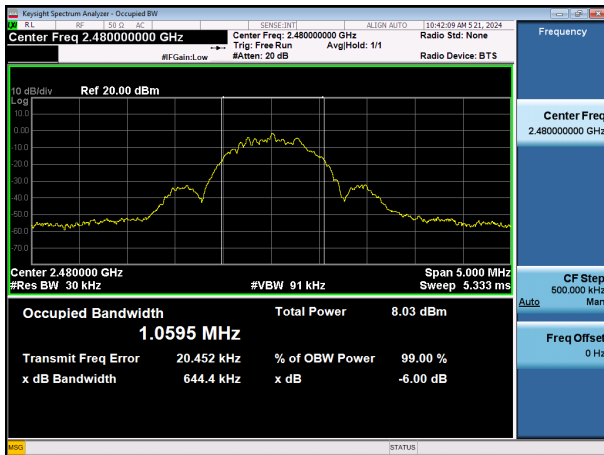 Keysight Spectrum Analyzer - Occupied BW
RL RF 50 Ω AC SENSE:INT ALIGN AUTO 10:42:09 AM 5 21, 2024
Center Freq 2.480000000 GHz
Center Freq: 2.480000000 GHz Radio Std: None
Trig: Free Run Avg|Hold: 1/1
#IFGain:Low #Atten: 20 dB Radio Device: BTS
Frequency
10 dB/div Ref 20.00 dBm
Log
10.0
0.00
-10.0
-20.0
-30.0
-40.0
-50.0
-60.0
-70.0
Center 2.480000 GHz Span 5.000 MHz
#Res BW 30 kHz #VBW 91 kHz Sweep 5.333 ms
Occupied Bandwidth Total Power 8.03 dBm
1.0595 MHz
Transmit Freq Error 20.452 kHz % of OBW Power 99.00 %
x dB Bandwidth 644.4 kHz x dB -6.00 dB
Center Freq
2.480000000 GHz
CF Step
500.000 kHz
Auto Man
Freq Offset
0 Hz
MSG STATUS